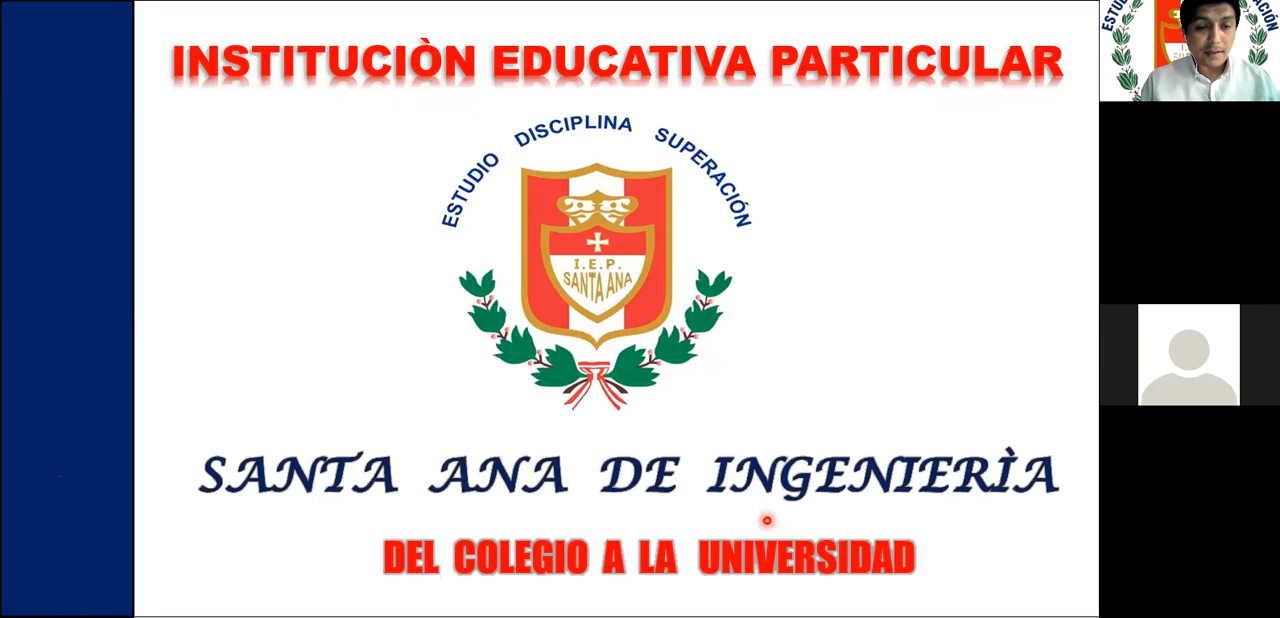 INSTITUCIÒN EDUCATIVA PARTICULAR
ESTUDIO DISCIPLINA SUPERACIÓN
I.E.P.
SANTA ANA
SANTA ANA DE INGENIERÌA
DEL COLEGIO A LA UNIVERSIDAD